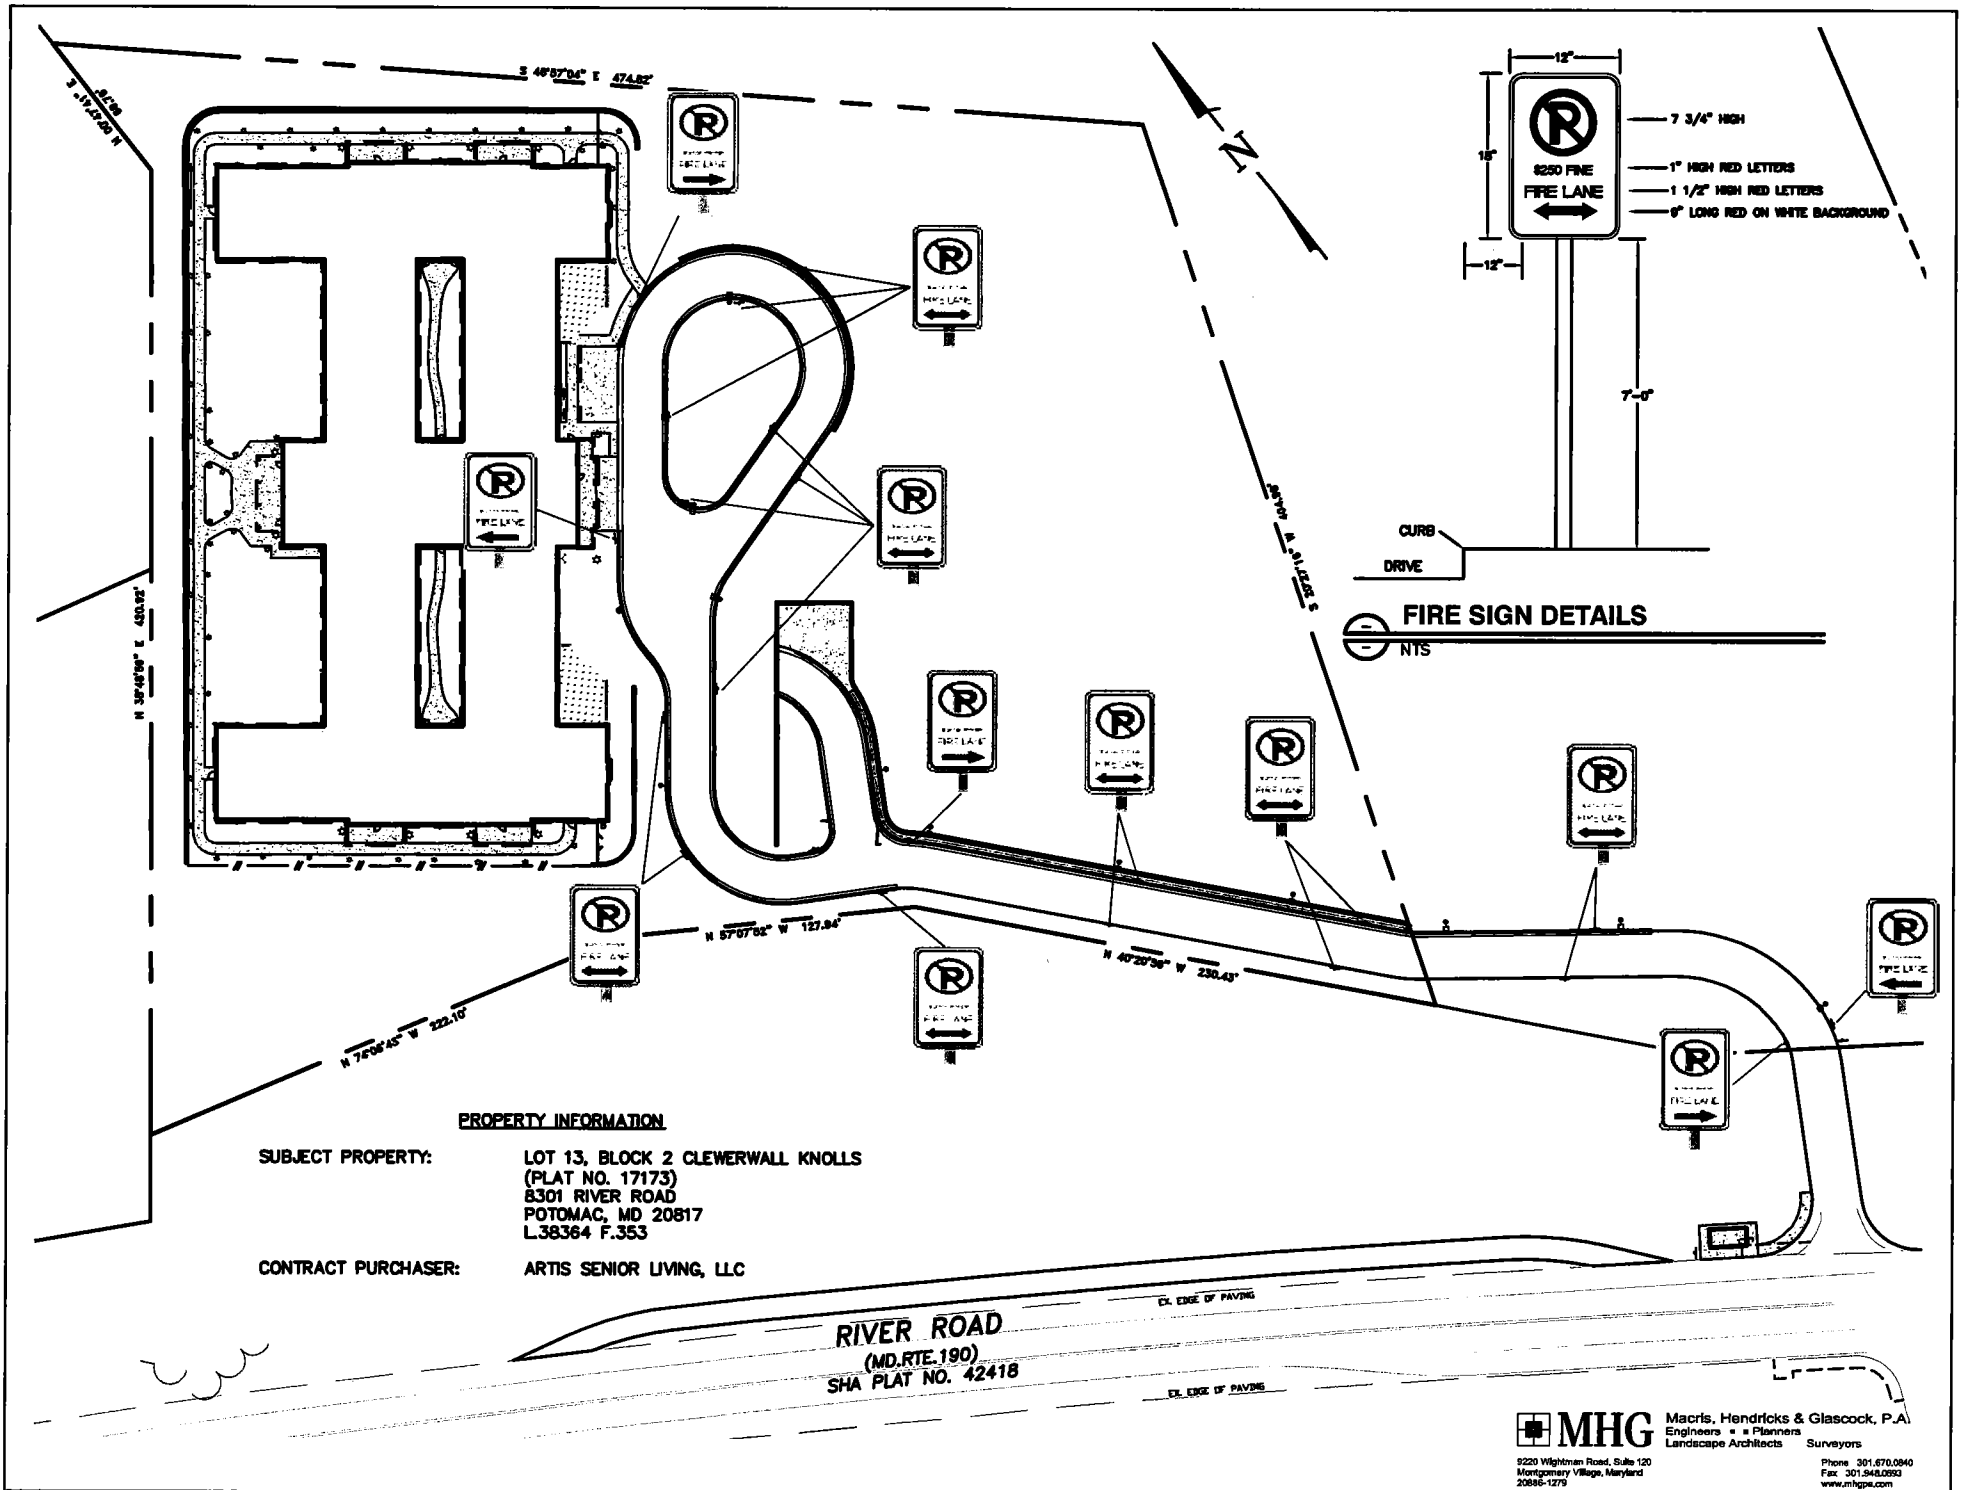 S 46°57'04" E 474.82'
12"
18"
7 3/4" HIGH
$250 FINE
1" HIGH RED LETTERS
FIRE LANE
1 1/2" HIGH RED LETTERS
9" LONG RED ON WHITE BACKGROUND
12"
7'-0"
CURB
DRIVE
FIRE SIGN DETAILS
NTS
N
FIRE LANE
FIRE LANE
FIRE LANE
FIRE LANE
FIRE LANE
FIRE LANE
FIRE LANE
FIRE LANE
FIRE LANE
FIRE LANE
FIRE LANE
FIRE LANE
N 57°07'52" W 127.94'
N 40°20'56" W 230.43'
N 74°06'45" W 222.10'
PROPERTY INFORMATION
SUBJECT PROPERTY: LOT 13, BLOCK 2 CLEWERWALL KNOLLS
(PLAT NO. 17173)
8301 RIVER ROAD
POTOMAC, MD 20817
L.38364 F.353
CONTRACT PURCHASER: ARTIS SENIOR LIVING, LLC
EX. EDGE OF PAVING
RIVER ROAD
(MD.RTE.190)
SHA PLAT NO. 42418
EX. EDGE OF PAVING
MHG
Macris, Hendricks & Glascock, P.A.
Engineers ▪ ▪ Planners
Landscape Architects Surveyors
9220 Wightman Road, Suite 120
Montgomery Village, Maryland
20886-1279
Phone 301.670.0840
Fax 301.948.0693
www.mhgpa.com